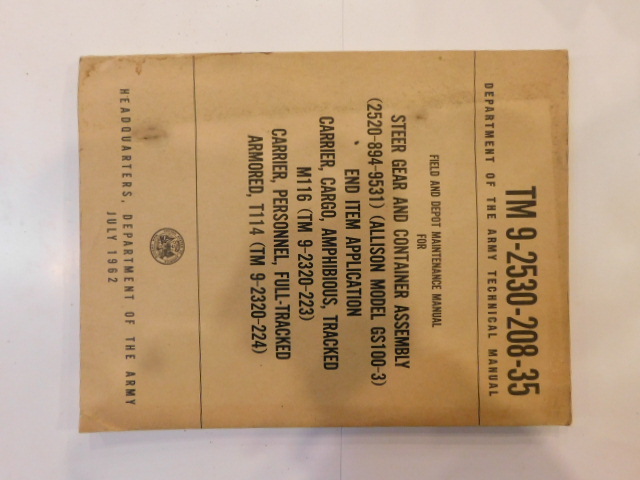 TM 9-2530-208-35
DEPARTMENT OF THE ARMY TECHNICAL MANUAL
FIELD AND DEPOT MAINTENANCE MANUAL
FOR
STEER GEAR AND CONTAINER ASSEMBLY
(2520-894-9531) (ALLISON MODEL GS100-3)
END ITEM APPLICATION
CARRIER, CARGO, AMPHIBIOUS, TRACKED
M116 (TM 9-2320-223)
CARRIER, PERSONNEL, FULL-TRACKED
ARMORED, T114 (TM 9-2320-224)
HEADQUARTERS, DEPARTMENT OF THE ARMY
JULY 1962